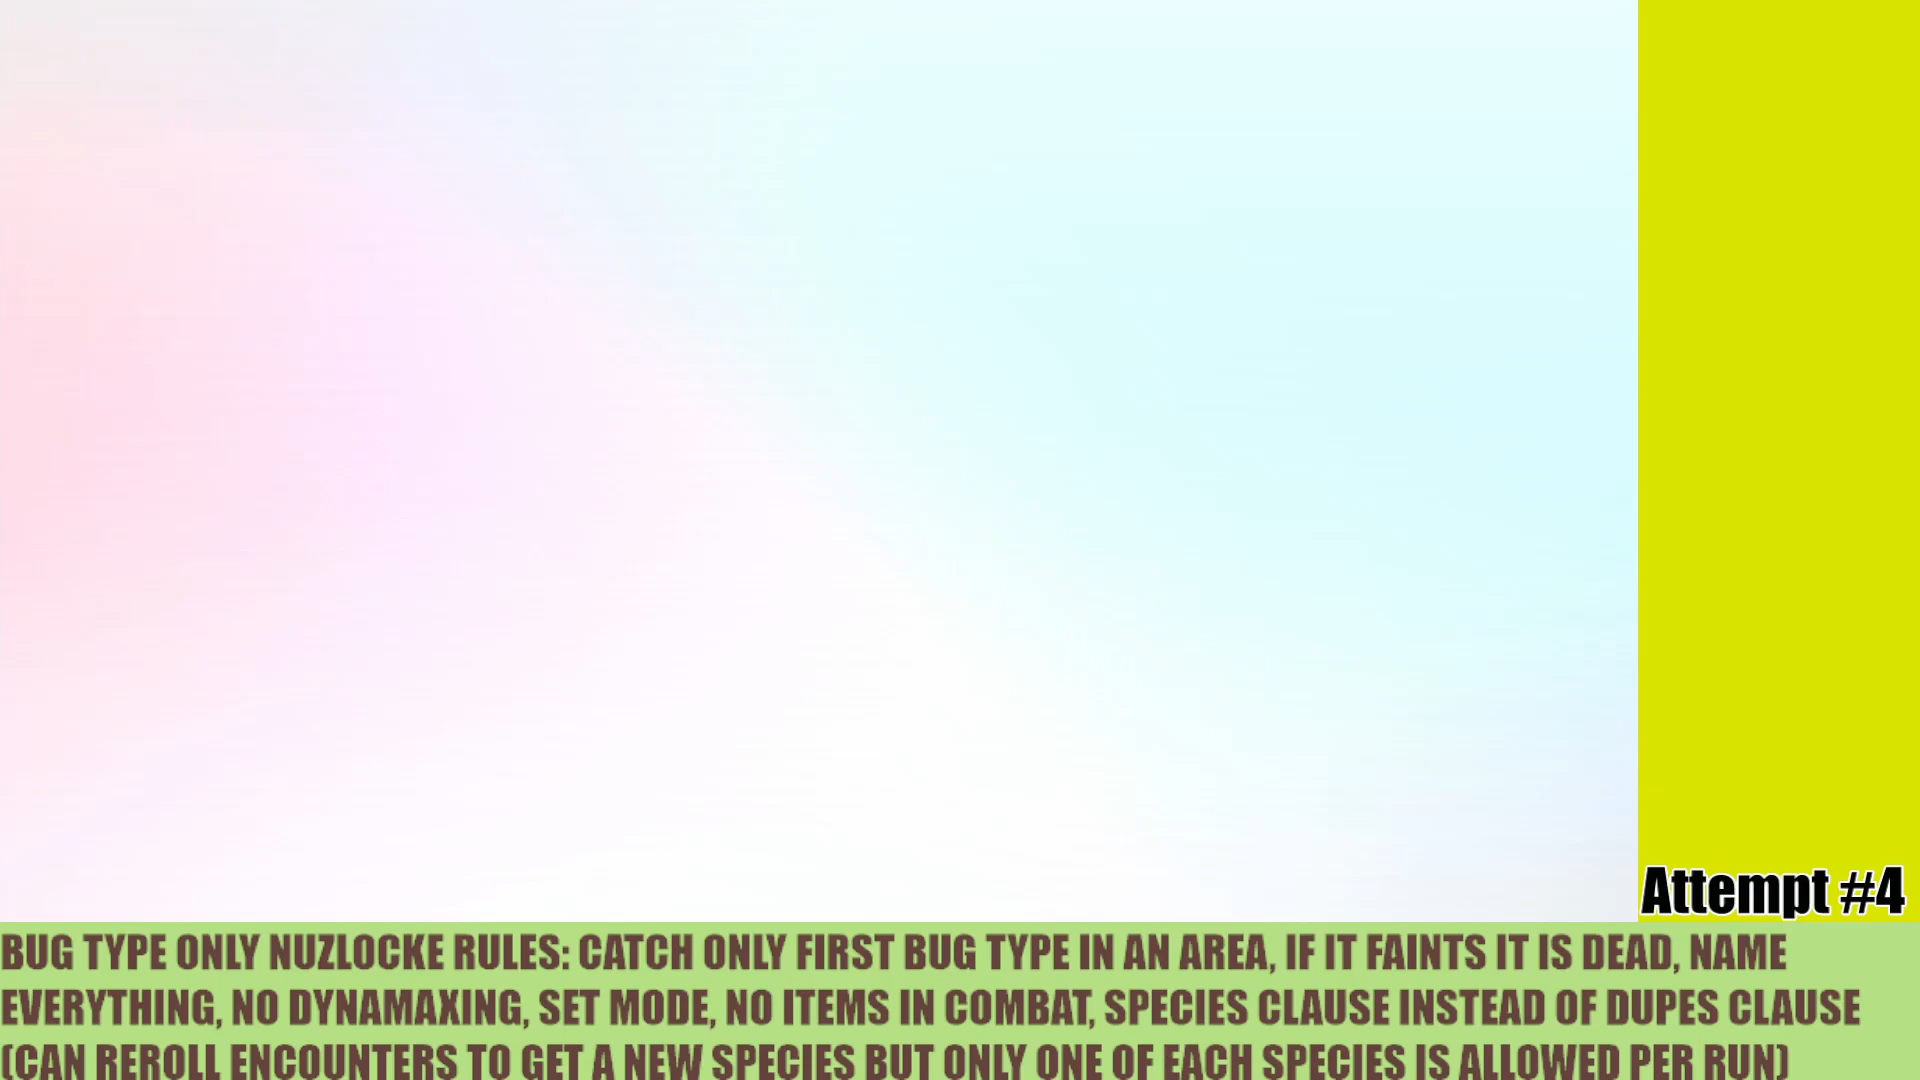 Attempt #4
BUG TYPE ONLY NUZLOCKE RULES: CATCH ONLY FIRST BUG TYPE IN AN AREA, IF IT FAINTS IT IS DEAD, NAME
EVERYTHING, NO DYNAMAXING, SET MODE, NO ITEMS IN COMBAT, SPECIES CLAUSE INSTEAD OF DUPES CLAUSE
(CAN REROLL ENCOUNTERS TO GET A NEW SPECIES BUT ONLY ONE OF EACH SPECIES IS ALLOWED PER RUN)